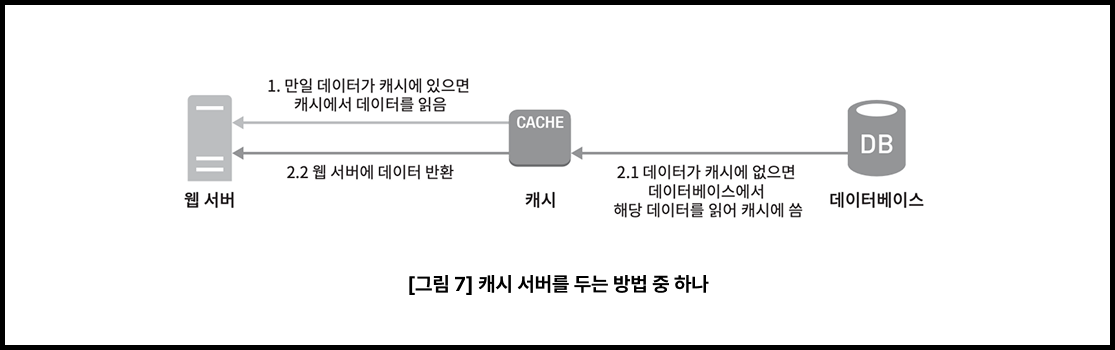 1. 만일 데이터가 캐시에 있으면
캐시에서 데이터를 읽음
CACHE
DB
2.2 웹 서버에 데이터 반환
2.1 데이터가 캐시에 없으면
데이터베이스에서
해당 데이터를 읽어 캐시에 씀
웹 서버
캐시
데이터베이스
[그림 7] 캐시 서버를 두는 방법 중 하나